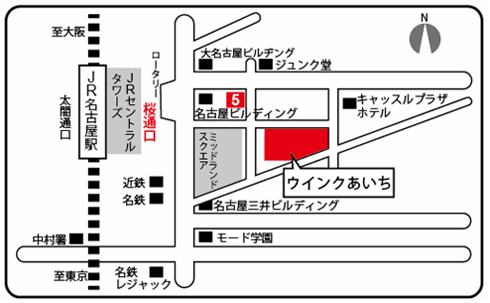 至大阪
N
大名古屋ビルヂング
ジュンク堂
ロータリー
JR名古屋駅
JRセントラル
タワーズ
桜通口
太閤通口
5
名古屋ビルディング
キャッスルプラザ
ホテル
ミッドランド
スクエア
ウインクあいち
近鉄
名鉄
名古屋三井ビルディング
中村署
モード学園
至東京
名鉄
レジャック